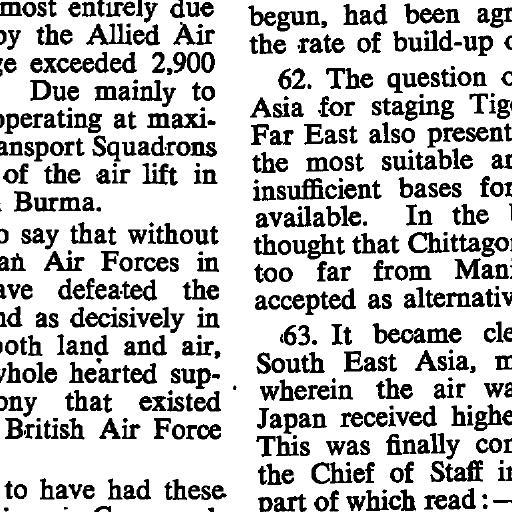 most entirely due
by the Allied Air
exceeded 2,900
Due mainly to
operating at maxi-
ansport Squadrons
of the air lift in
Burma.
say that without
an Air Forces in
ave defeated the
nd as decisively in
both land and air,
whole hearted sup-
ony that existed
British Air Force
to have had these
begun, had been agr
the rate of build-up o
62. The question o
Asia for staging Tig
Far East also present
the most suitable ar
insufficient bases for
available. In the
thought that Chittago
too far from Mani
accepted as alternativ
63. It became cle
South East Asia, m
wherein the air wa
Japan received highe
This was finally con
the Chief of Staff in
part of which read:—